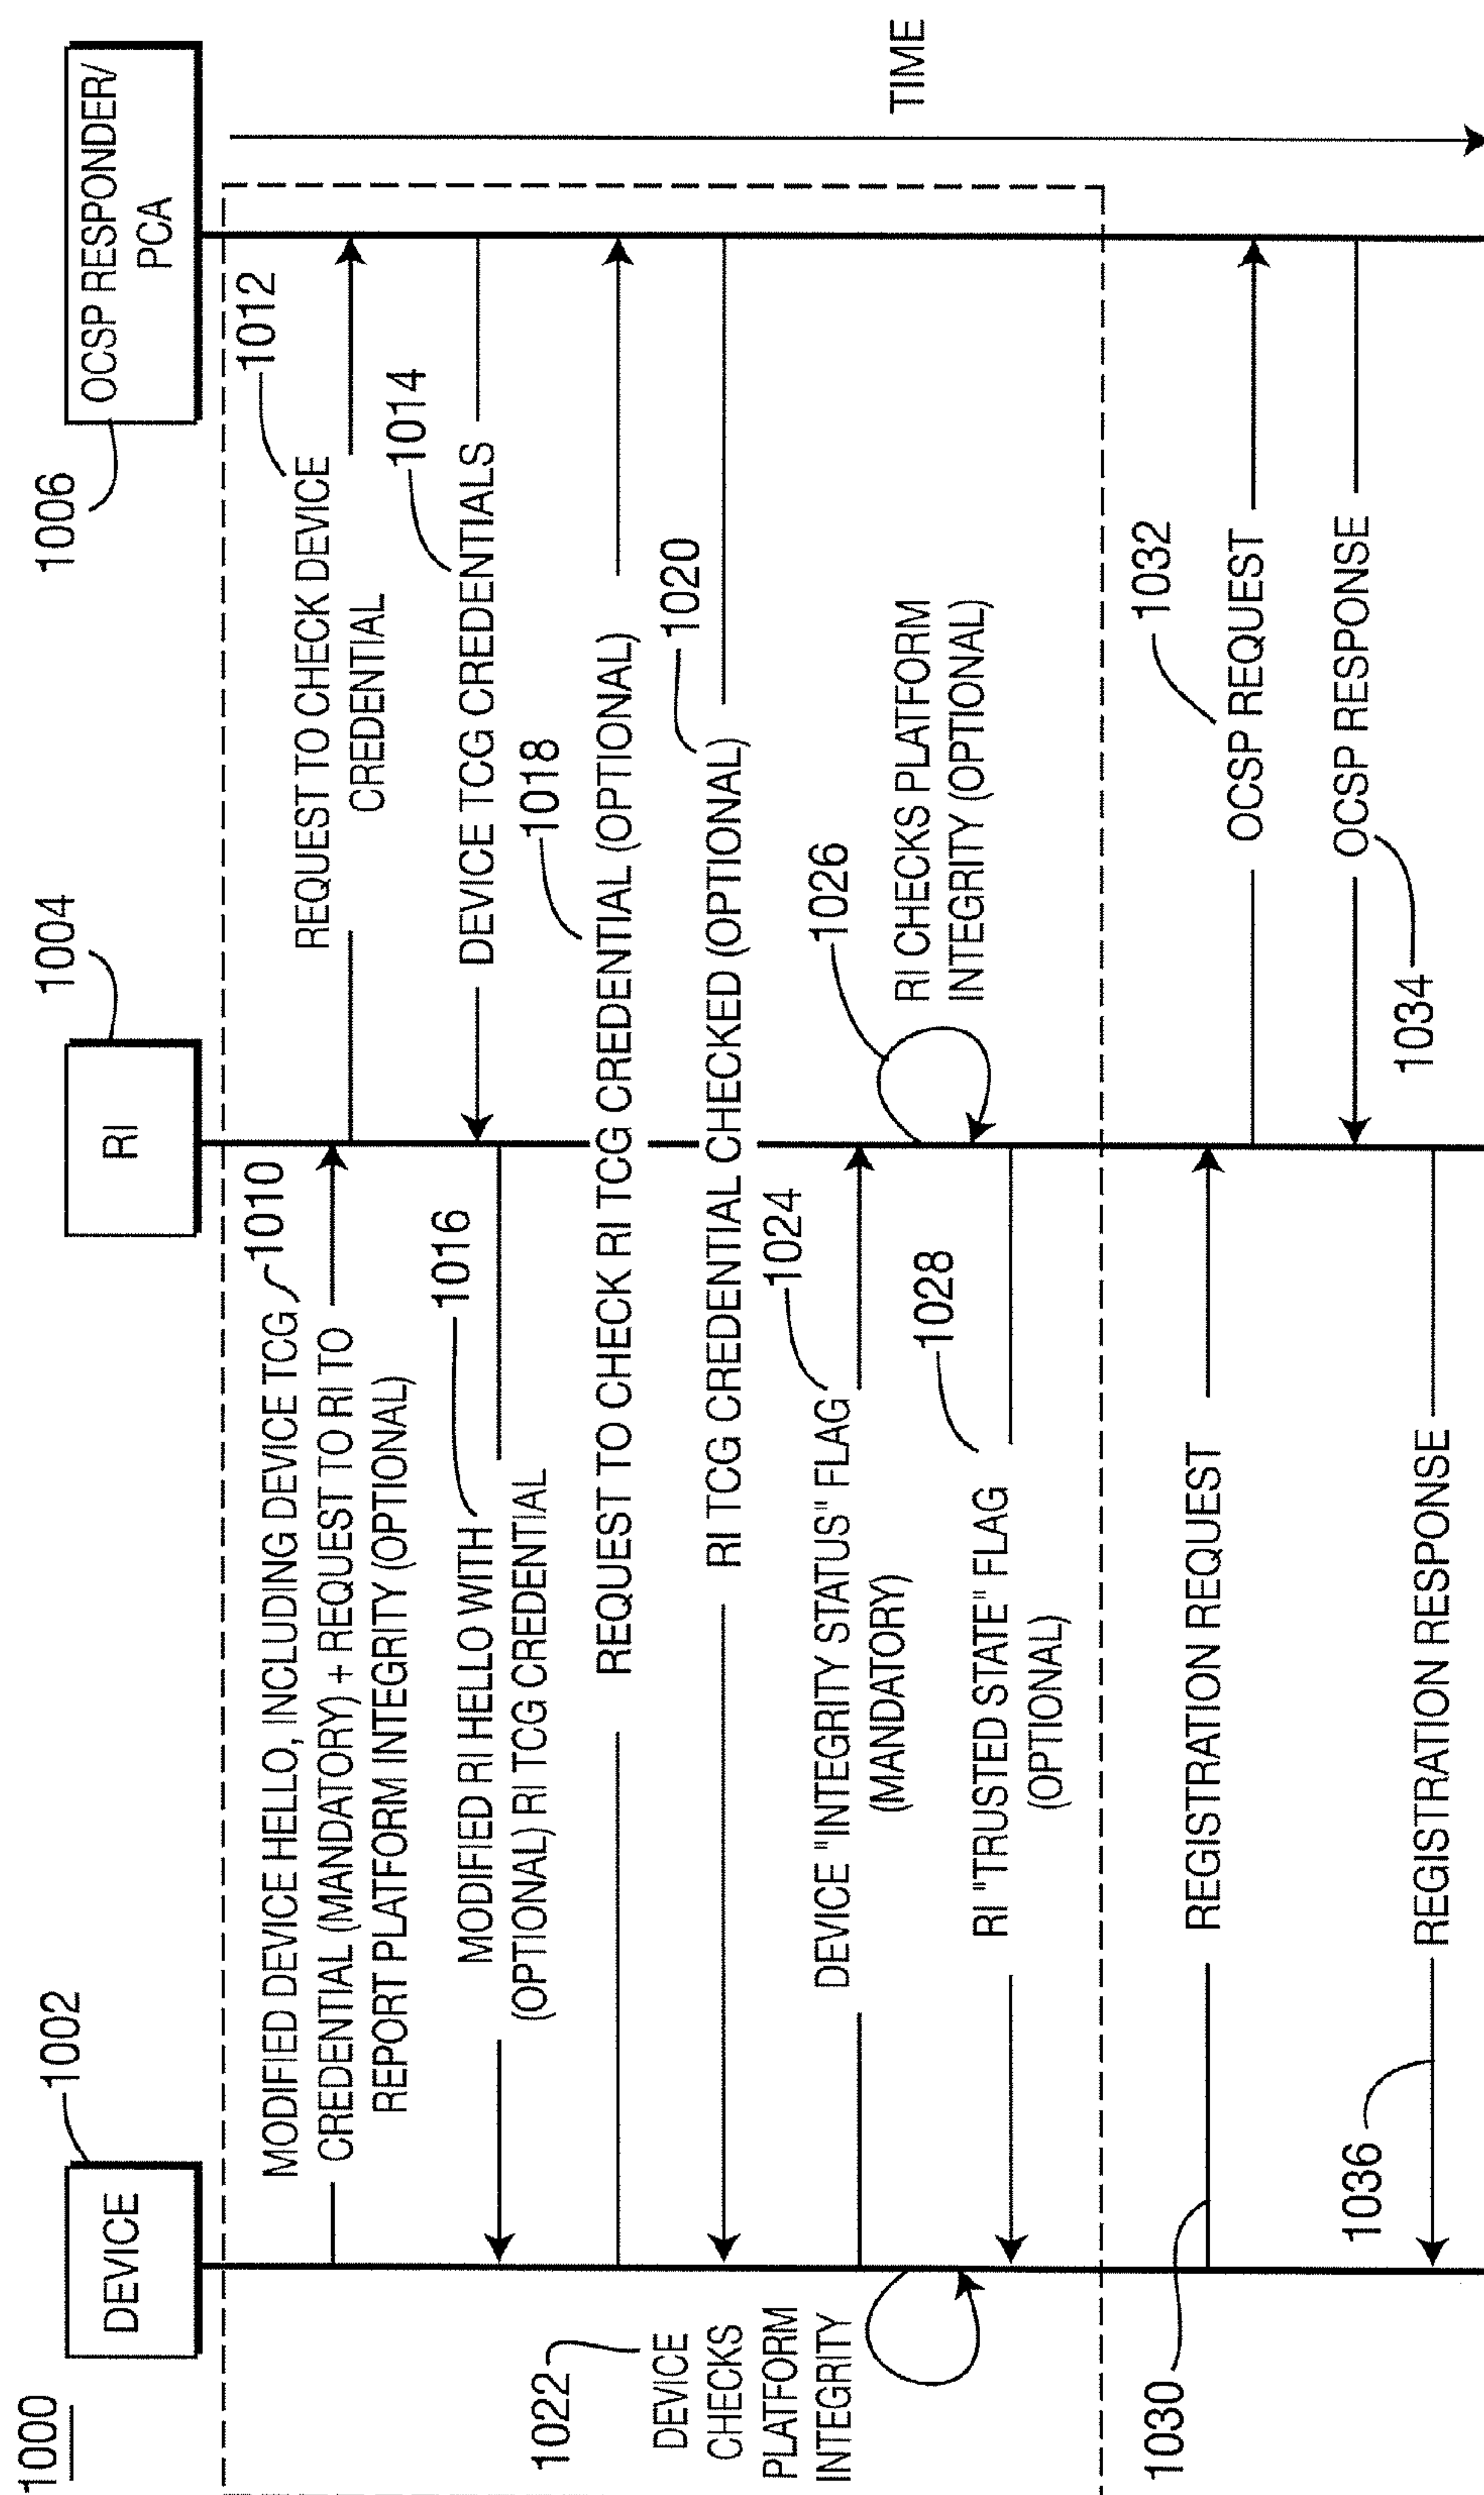 1000
DEVICE
1002
RI
1004
OCSP RESPONDER/
PCA
1006
TIME
MODIFIED DEVICE HELLO, INCLUDING DEVICE TCG
CREDENTIAL (MANDATORY) + REQUEST TO RI TO
REPORT PLATFORM INTEGRITY (OPTIONAL)
1010
REQUEST TO CHECK DEVICE
CREDENTIAL
1012
DEVICE TCG CREDENTIALS
1014
MODIFIED RI HELLO WITH
(OPTIONAL) RI TCG CREDENTIAL
1016
REQUEST TO CHECK RI TCG CREDENTIAL (OPTIONAL)
1018
RI TCG CREDENTIAL CHECKED (OPTIONAL)
1020
1022
DEVICE
CHECKS
PLATFORM
INTEGRITY
DEVICE "INTEGRITY STATUS" FLAG
(MANDATORY)
1024
1026
RI CHECKS PLATFORM
INTEGRITY (OPTIONAL)
RI "TRUSTED STATE" FLAG
(OPTIONAL)
1028
1030
REGISTRATION REQUEST
OCSP REQUEST
1032
OCSP RESPONSE
1034
1036
REGISTRATION RESPONSE